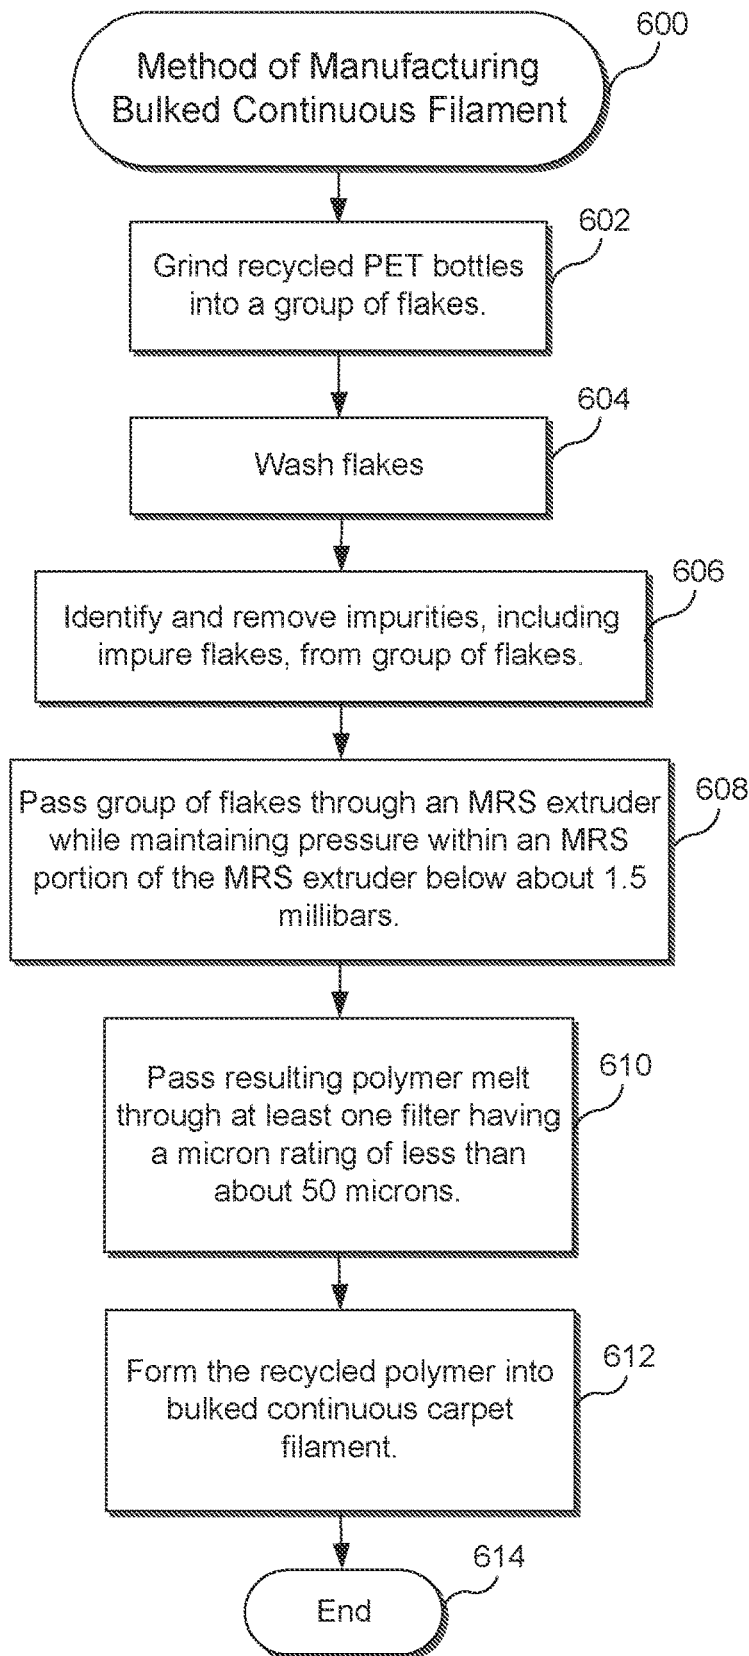 600
Method of Manufacturing
Bulked Continuous Filament
602
Grind recycled PET bottles
into a group of flakes.
604
Wash flakes
606
Identify and remove impurities, including
impure flakes, from group of flakes.
608
Pass group of flakes through an MRS extruder
while maintaining pressure within an MRS
portion of the MRS extruder below about 1.5
millibars.
610
Pass resulting polymer melt
through at least one filter having
a micron rating of less than
about 50 microns.
612
Form the recycled polymer into
bulked continuous carpet
filament.
614
End